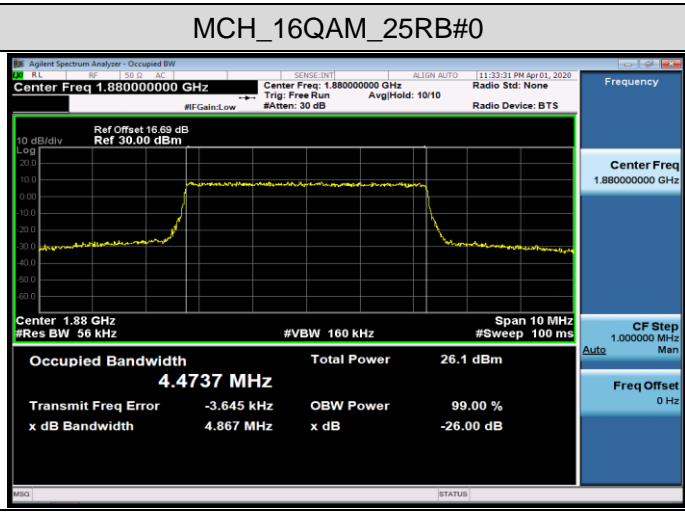 MCH_16QAM_25RB#0
Agilent Spectrum Analyzer - Occupied BW
RL RF 50 Ω AC SENSE:INT ALIGN AUTO 11:33:31 PM Apr 01, 2020
Center Freq 1.880000000 GHz
Center Freq: 1.880000000 GHz
Radio Std: None
Trig: Free Run Avg|Hold: 10/10
#IFGain:Low
#Atten: 30 dB
Radio Device: BTS
Ref Offset 16.69 dB
10 dB/div Ref 30.00 dBm
Log
20.0
10.0
0.00
-10.0
-20.0
-30.0
-40.0
-50.0
-60.0
Center 1.88 GHz Span 10 MHz
#Res BW 56 kHz #VBW 160 kHz #Sweep 100 ms
Occupied Bandwidth Total Power 26.1 dBm
4.4737 MHz
Transmit Freq Error -3.645 kHz OBW Power 99.00 %
x dB Bandwidth 4.867 MHz x dB -26.00 dB
MSG STATUS
Frequency
Center Freq
1.880000000 GHz
CF Step
1.000000 MHz
Auto Man
Freq Offset
0 Hz